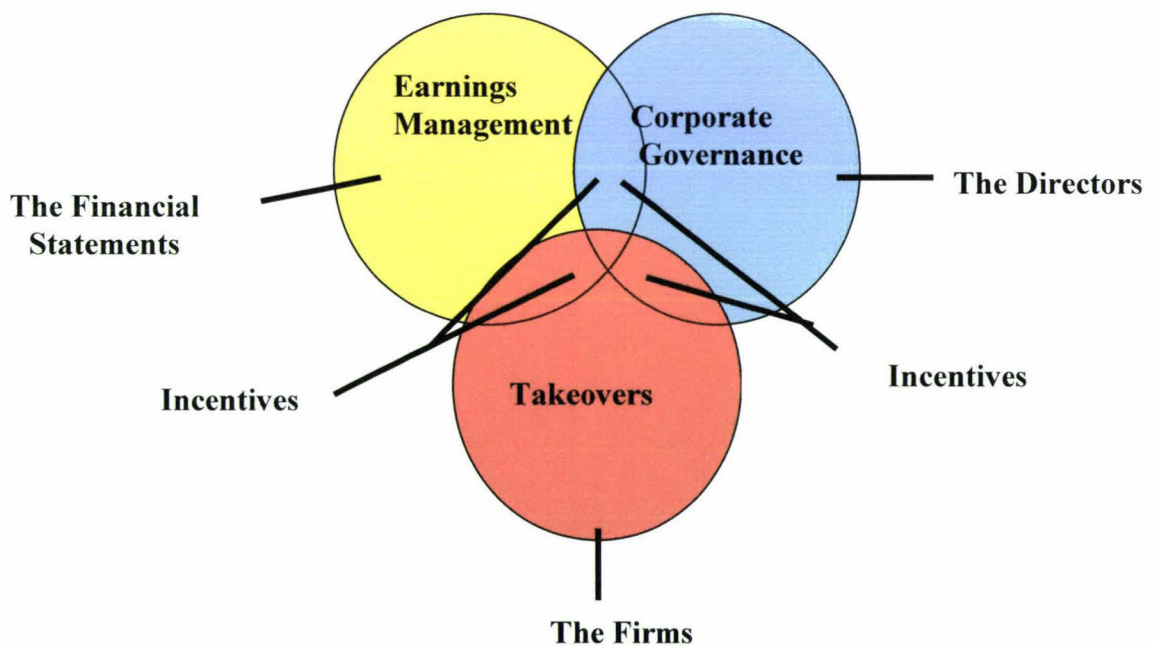 Earnings
Management
Corporate
Governance
The Financial
Statements
The Directors
Incentives
Takeovers
Incentives
The Firms